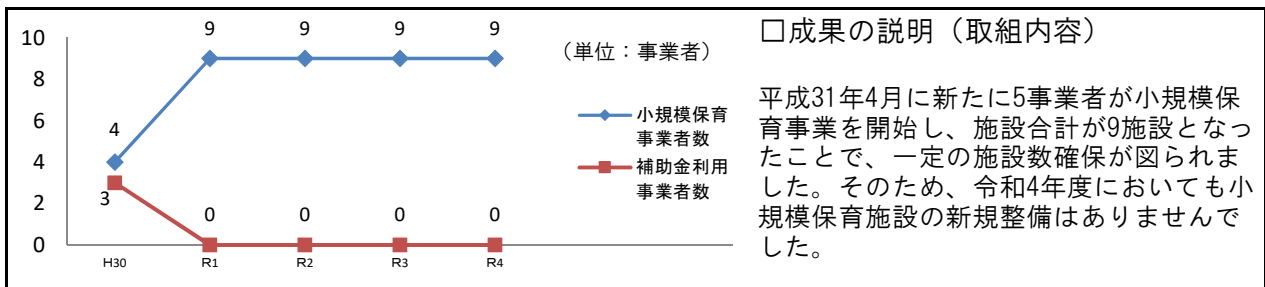 10
8
6
4
2
0
9
9
9
9
4
3
0
0
0
0
H30
R1
R2
R3
R4
（単位：事業者）
小規模保育
事業者数
補助金利用
事業者数
□成果の説明（取組内容）
平成31年4月に新たに5事業者が小規模保
育事業を開始し、施設合計が9施設となっ
たことで、一定の施設数確保が図られま
した。そのため、令和4年度においても小
規模保育施設の新規整備はありませんで
した。